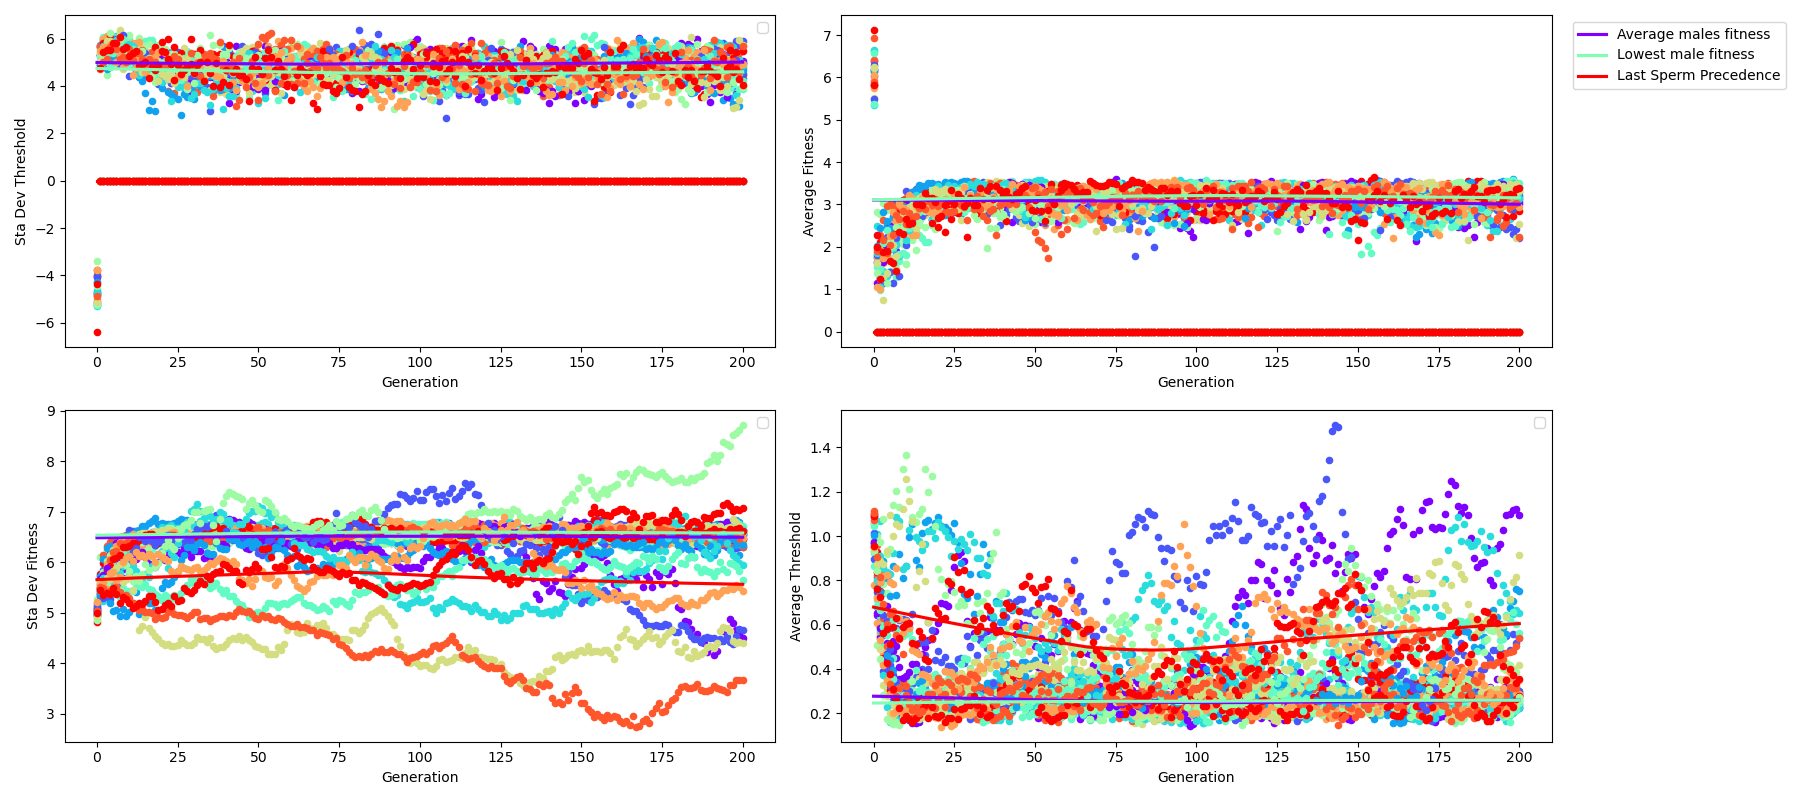 Sta Dev Threshold
6
4
2
0
−2
−4
−6
0 25 50 75 100 125 150 175 200
Generation
Average Fitness
7
6
5
4
3
2
1
0
0 25 50 75 100 125 150 175 200
Generation
Average males fitness
Lowest male fitness
Last Sperm Precedence
Sta Dev Fitness
9
8
7
6
5
4
3
0 25 50 75 100 125 150 175 200
Generation
Average Threshold
1.4
1.2
1.0
0.8
0.6
0.4
0.2
0 25 50 75 100 125 150 175 200
Generation